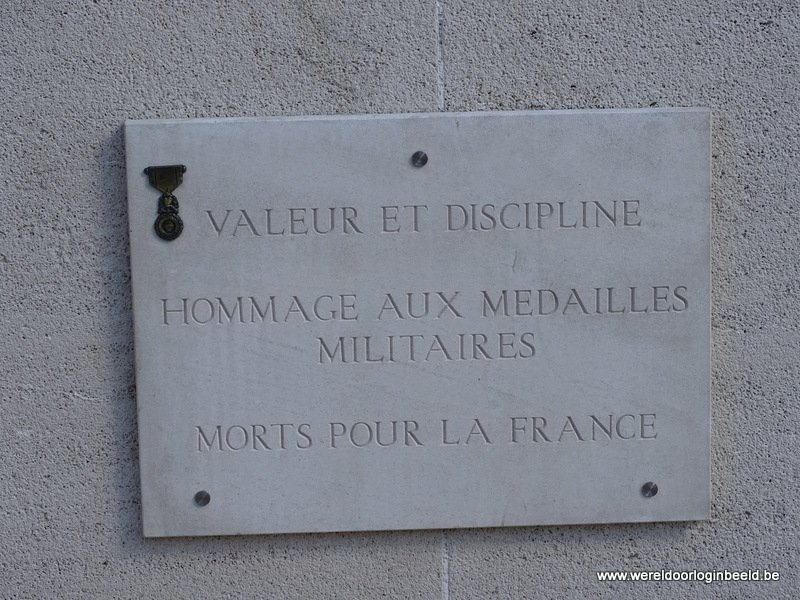 VALEUR ET DISCIPLINE
HOMMAGE AUX MEDAILLES
MILITAIRES
MORTS POUR LA FRANCE
www.wereldoorloginbeeld.be